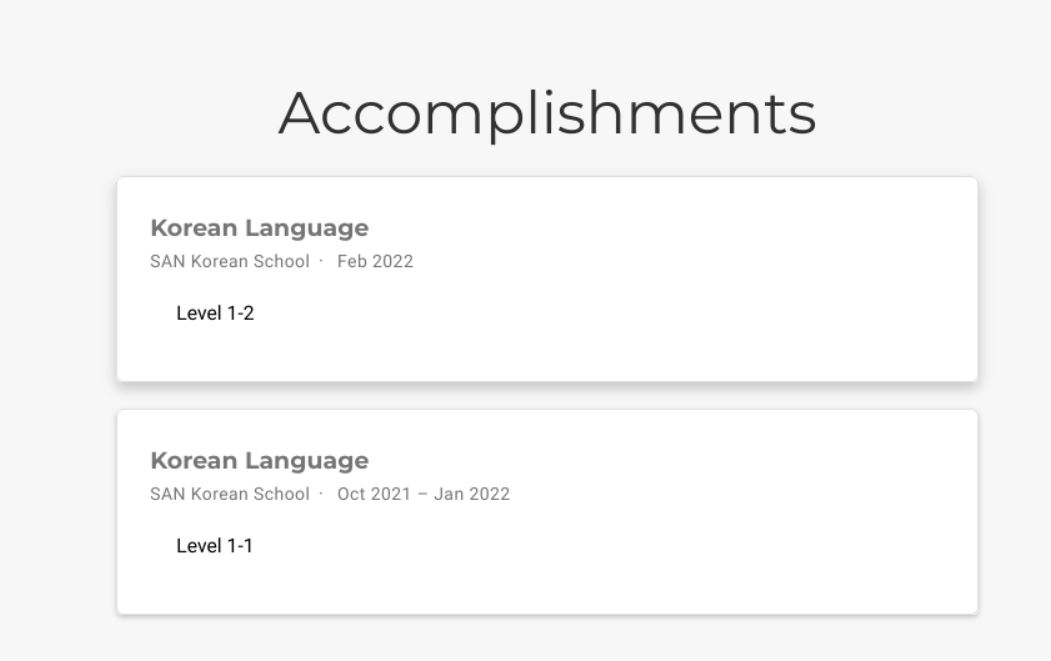 Accomplishments
Korean Language
SAN Korean School · Feb 2022
Level 1-2
Korean Language
SAN Korean School · Oct 2021 – Jan 2022
Level 1-1